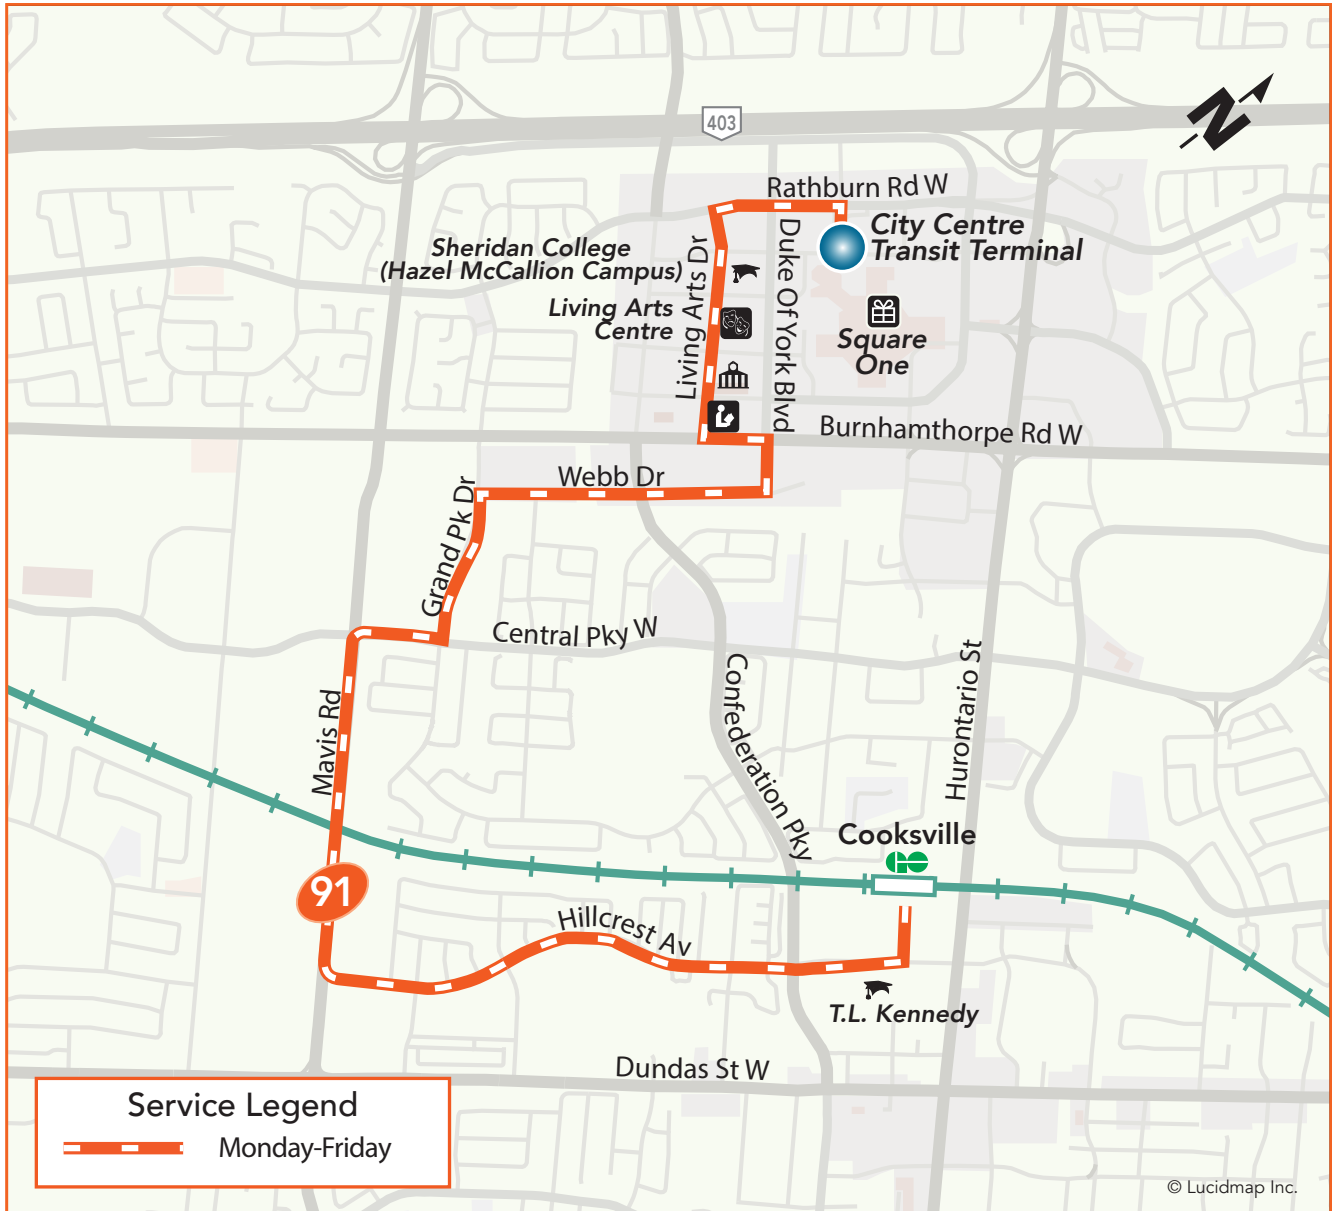 403
N
Rathburn Rd W
City Centre
Transit Terminal
Sheridan College
(Hazel McCallion Campus)
Living Arts
Centre
Living Arts Dr
Duke Of York Blvd
Square
One
Burnhamthorpe Rd W
Webb Dr
Grand Pk Dr
Central Pky W
Mavis Rd
Confederation Pky
Hurontario St
Cooksville
GO
91
Hillcrest Av
T.L. Kennedy
Dundas St W
Service Legend
Monday-Friday
© Lucidmap Inc.